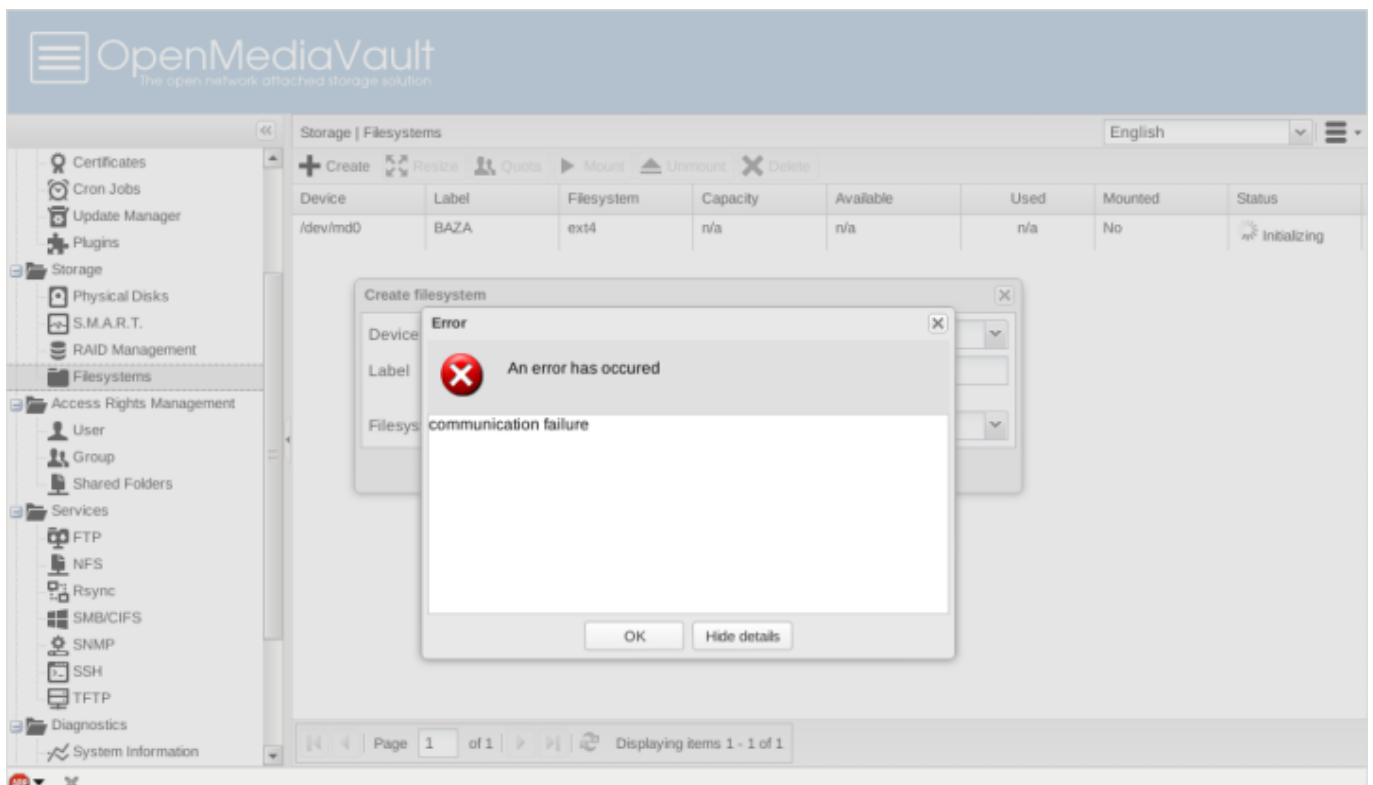 OpenMediaVault
The open network attached storage solution
Storage | Filesystems
English
Certificates
Cron Jobs
Update Manager
Plugins
Storage
Physical Disks
S.M.A.R.T.
RAID Management
Filesystems
Access Rights Management
User
Group
Shared Folders
Services
FTP
NFS
Rsync
SMB/CIFS
SNMP
SSH
TFTP
Diagnostics
System Information
Create Resize Quota Mount Unmount Delete
Device Label Filesystem Capacity Available Used Mounted Status
/dev/md0 BAZA ext4 n/a n/a n/a No Initializing
Create filesystem
Device
Label
Filesys
Error
An error has occured
communication failure
OK Hide details
Page 1 of 1 Displaying items 1 - 1 of 1
ABP